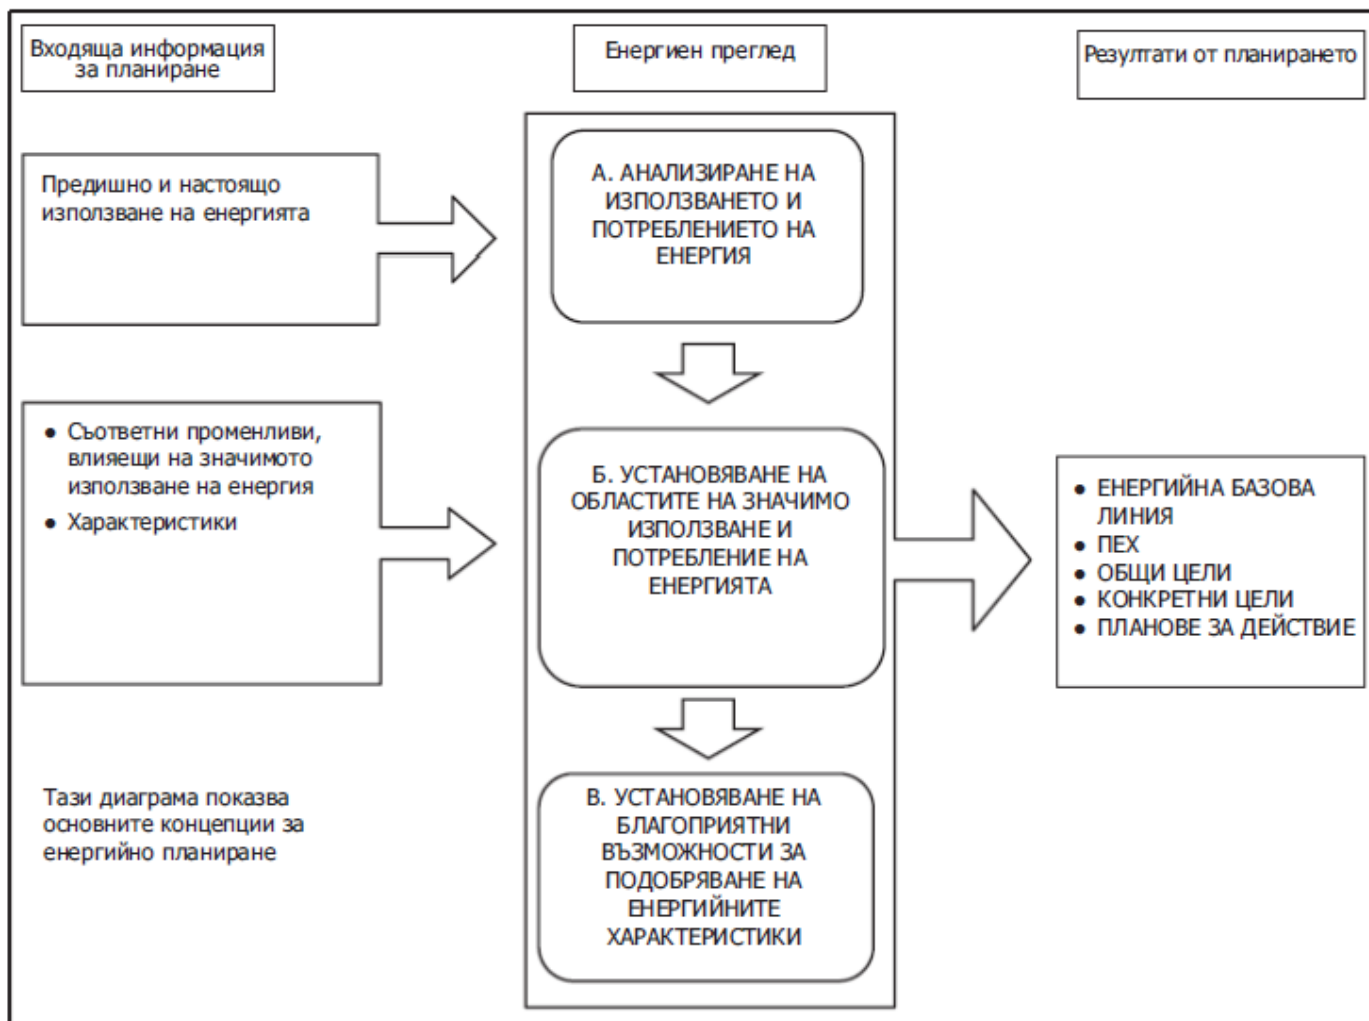 Входяща информация
за планиране
Енергиен преглед
Резултати от планирането
Предишно и настоящо
използване на енергията
А. АНАЛИЗИРАНЕ НА
ИЗПОЛЗВАНЕТО И
ПОТРЕБЛЕНИЕТО НА
ЕНЕРГИЯ
● Съответни променливи,
влияещи на значимото
използване на енергия
● Характеристики
Б. УСТАНОВЯВАНЕ НА
ОБЛАСТИТЕ НА ЗНАЧИМО
ИЗПОЛЗВАНЕ И
ПОТРЕБЛЕНИЕ НА
ЕНЕРГИЯТА
● ЕНЕРГИЙНА БАЗОВА
ЛИНИЯ
● ПЕХ
● ОБЩИ ЦЕЛИ
● КОНКРЕТНИ ЦЕЛИ
● ПЛАНОВЕ ЗА ДЕЙСТВИЕ
Тази диаграма показва
основните концепции за
енергийно планиране
В. УСТАНОВЯВАНЕ НА
БЛАГОПРИЯТНИ
ВЪЗМОЖНОСТИ ЗА
ПОДОБРЯВАНЕ НА
ЕНЕРГИЙНИТЕ
ХАРАКТЕРИСТИКИ